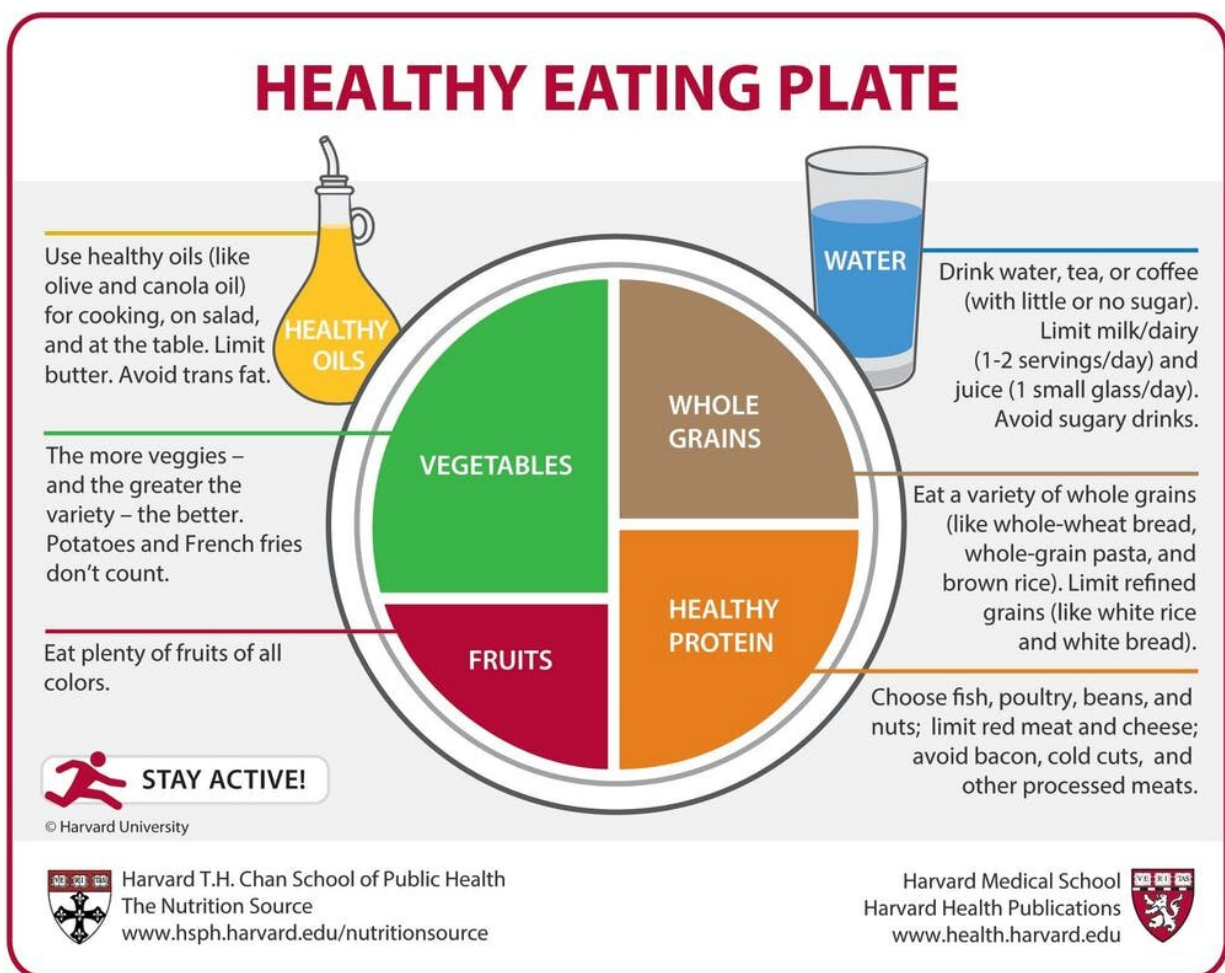 HEALTHY EATING PLATE
Use healthy oils (like
olive and canola oil)
for cooking, on salad,
and at the table. Limit
butter. Avoid trans fat.
HEALTHY
OILS
The more veggies –
and the greater the
variety – the better.
Potatoes and French fries
don't count.
Eat plenty of fruits of all
colors.
VEGETABLES
FRUITS
WHOLE
GRAINS
HEALTHY
PROTEIN
WATER
Drink water, tea, or coffee
(with little or no sugar).
Limit milk/dairy
(1-2 servings/day) and
juice (1 small glass/day).
Avoid sugary drinks.
Eat a variety of whole grains
(like whole-wheat bread,
whole-grain pasta, and
brown rice). Limit refined
grains (like white rice
and white bread).
Choose fish, poultry, beans, and
nuts; limit red meat and cheese;
avoid bacon, cold cuts, and
other processed meats.
STAY ACTIVE!
© Harvard University
VE RI TAS
Harvard T.H. Chan School of Public Health
The Nutrition Source
www.hsph.harvard.edu/nutritionsource
Harvard Medical School
Harvard Health Publications
www.health.harvard.edu
VE RI TAS